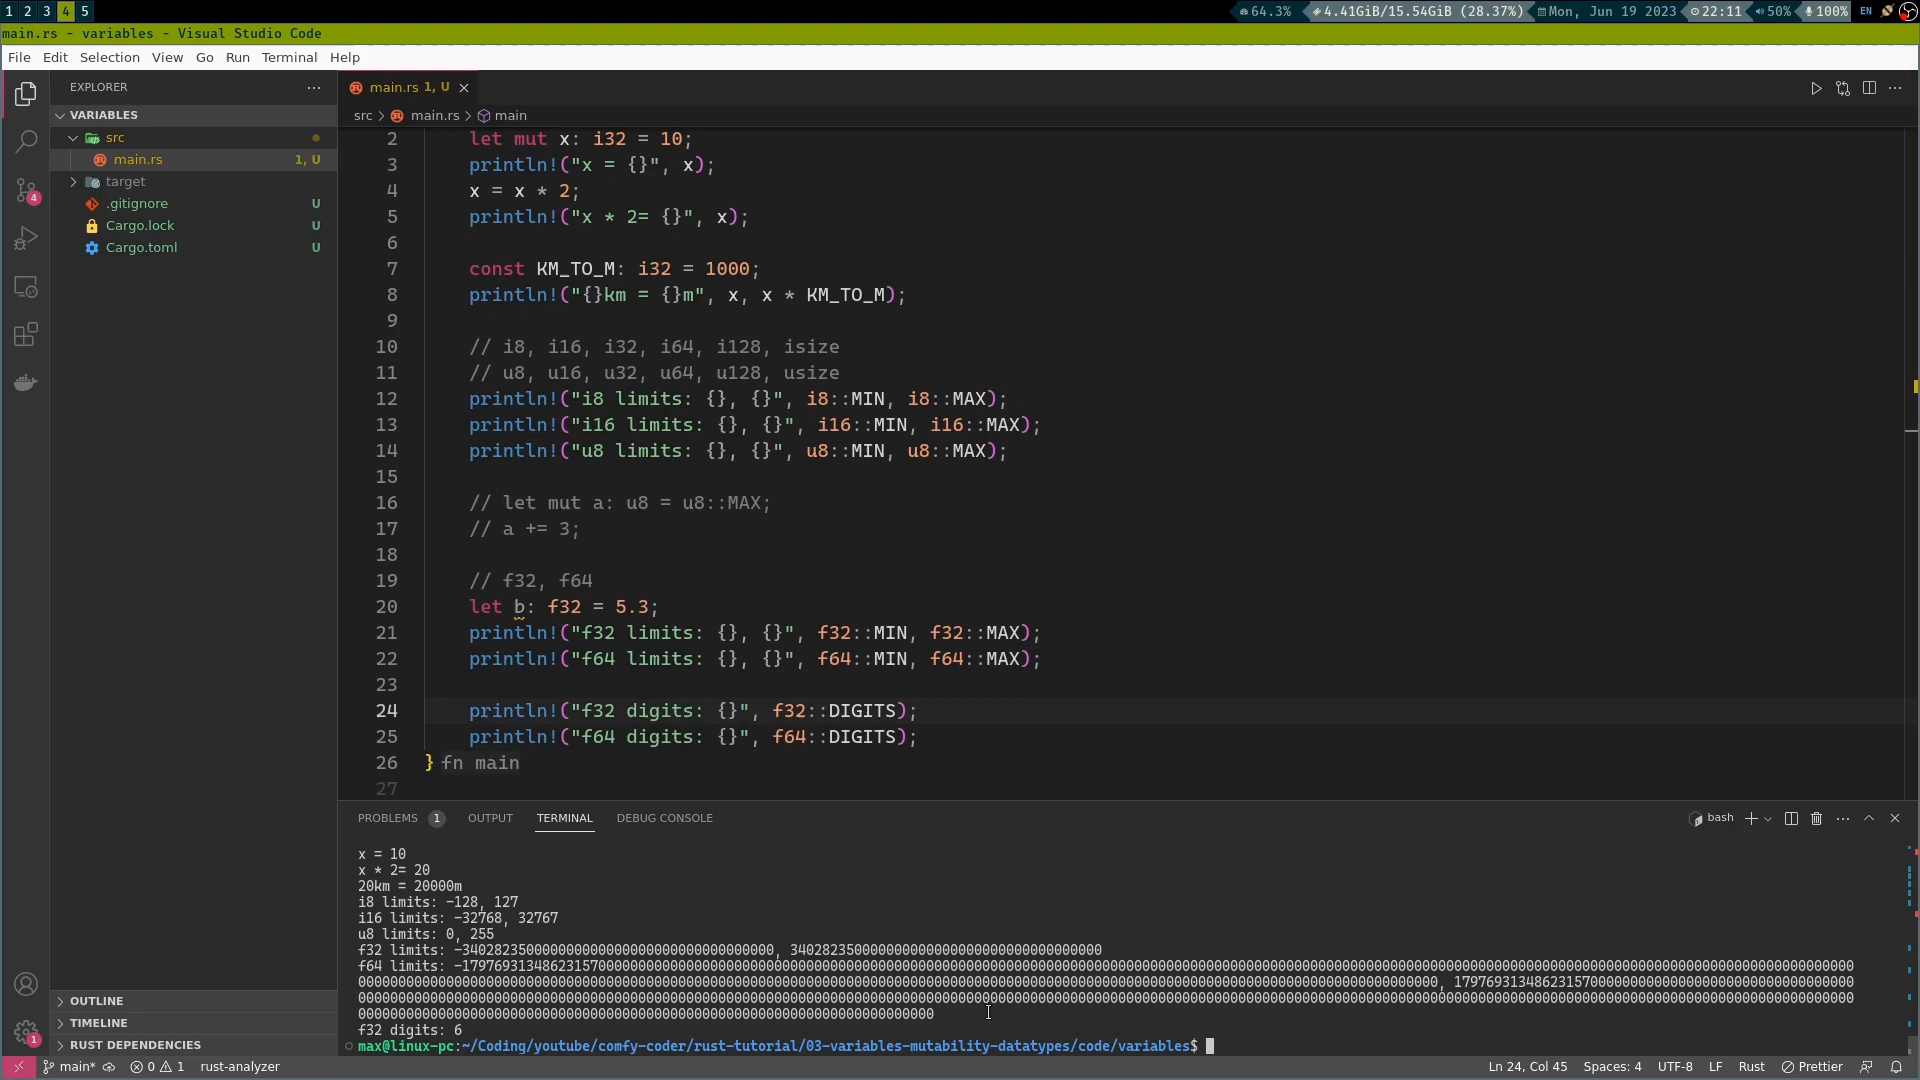 1 2 3 4 5
64.3% 4.41GiB/15.54GiB (28.37%) Mon, Jun 19 2023 22:11 50% 100% EN
main.rs - variables - Visual Studio Code
File Edit Selection View Go Run Terminal Help
EXPLORER
main.rs 1, U
VARIABLES
src > main.rs > main
src
main.rs 1, U
target
.gitignore U
Cargo.lock U
Cargo.toml U
4
2 let mut x: i32 = 10;
3 println!("x = {}", x);
4 x = x * 2;
5 println!("x * 2= {}", x);
6
7 const KM_TO_M: i32 = 1000;
8 println!("{}km = {}m", x, x * KM_TO_M);
9
10 // i8, i16, i32, i64, i128, isize
11 // u8, u16, u32, u64, u128, usize
12 println!("i8 limits: {}, {}", i8::MIN, i8::MAX);
13 println!("i16 limits: {}, {}", i16::MIN, i16::MAX);
14 println!("u8 limits: {}, {}", u8::MIN, u8::MAX);
15
16 // let mut a: u8 = u8::MAX;
17 // a += 3;
18
19 // f32, f64
20 let b: f32 = 5.3;
21 println!("f32 limits: {}, {}", f32::MIN, f32::MAX);
22 println!("f64 limits: {}, {}", f64::MIN, f64::MAX);
23
24 println!("f32 digits: {}", f32::DIGITS);
25 println!("f64 digits: {}", f64::DIGITS);
26 } fn main
27
PROBLEMS 1 OUTPUT TERMINAL DEBUG CONSOLE
bash
x = 10
x * 2= 20
20km = 20000m
i8 limits: -128, 127
i16 limits: -32768, 32767
u8 limits: 0, 255
f32 limits: -340282350000000000000000000000000000000, 340282350000000000000000000000000000000
f64 limits:
f32 digits: 6
max@linux-pc:~/Coding/youtube/comfy-coder/rust-tutorial/03-variables-mutability-datatypes/code/variables$
OUTLINE
TIMELINE
RUST DEPENDENCIES
1
main* 0 1 rust-analyzer
Ln 24, Col 45 Spaces: 4 UTF-8 LF Rust Prettier